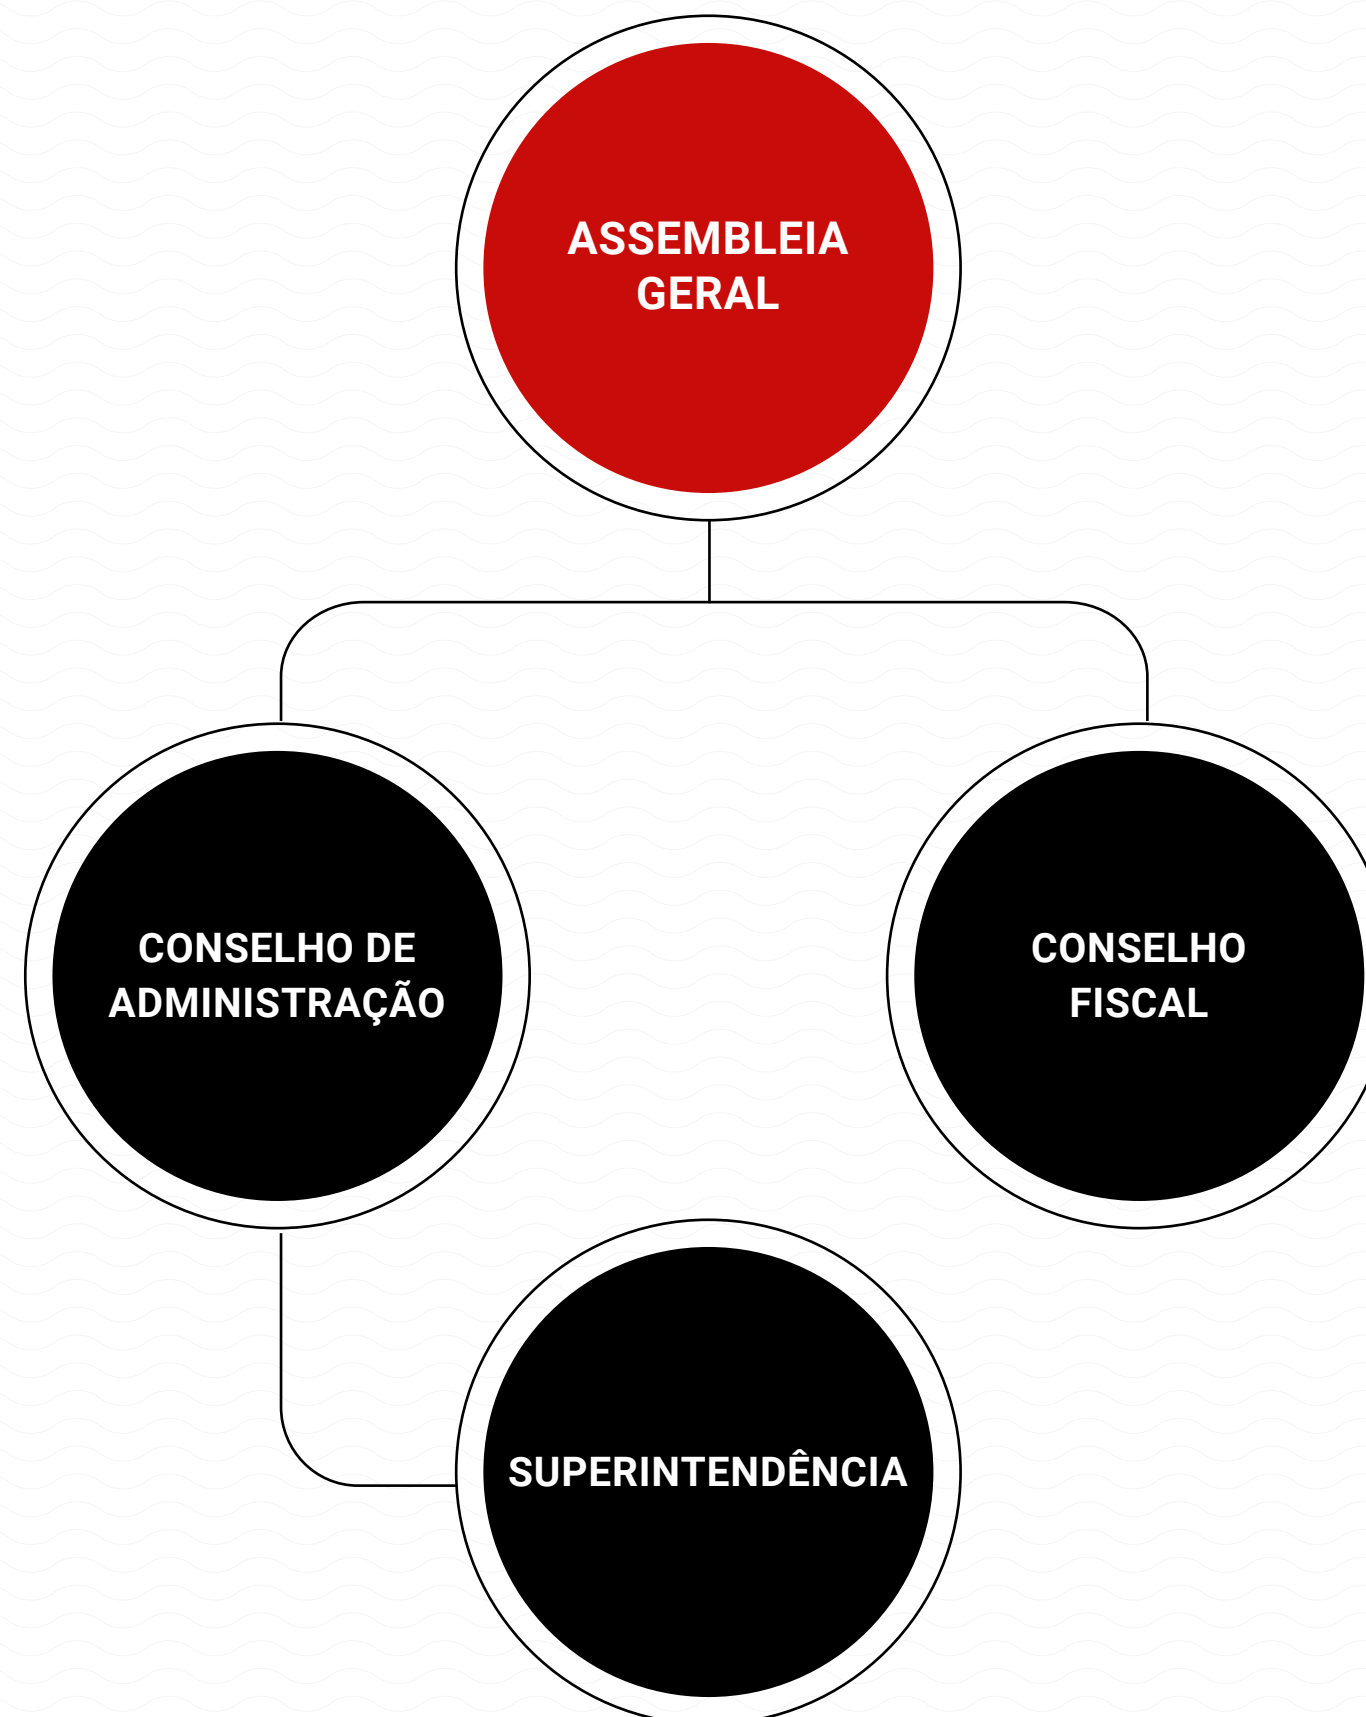 ASSEMBLEIA
GERAL
CONSELHO DE
ADMINISTRAÇÃO
CONSELHO
FISCAL
SUPERINTENDÊNCIA